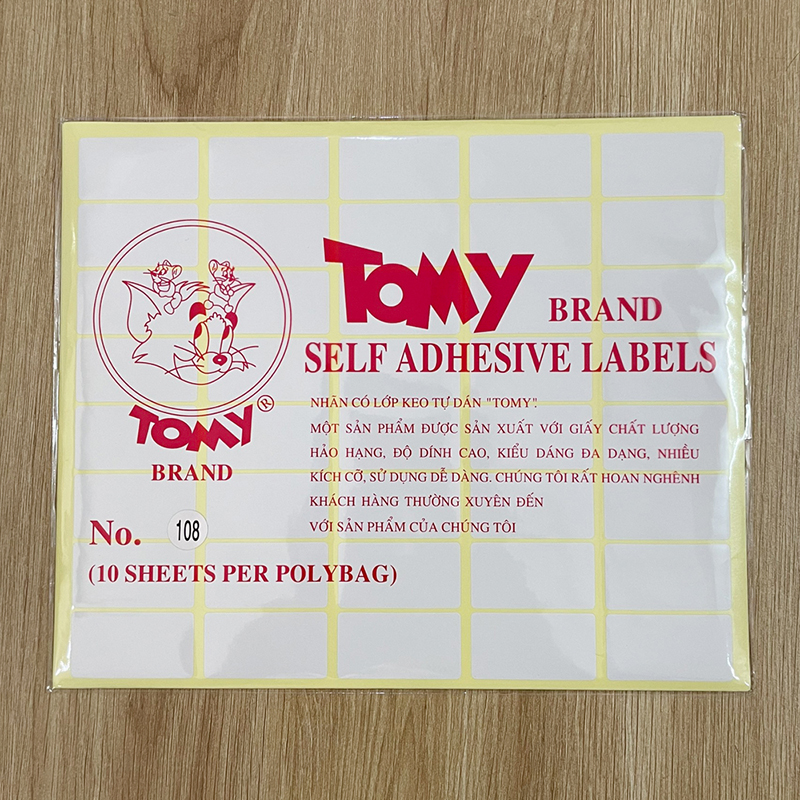 TOMY BRAND
SELF ADHESIVE LABELS
NHÃN CÓ LỚP KEO TỰ DÁN "TOMY".
MỘT SẢN PHẨM ĐƯỢC SẢN XUẤT VỚI GIẤY CHẤT LƯỢNG
HẢO HẠNG, ĐỘ DÍNH CAO, KIỂU DÁNG ĐA DẠNG, NHIỀU
KÍCH CỠ, SỬ DỤNG DỄ DÀNG. CHÚNG TÔI RẤT HOAN NGHÊNH
KHÁCH HÀNG THƯỜNG XUYÊN ĐẾN
VỚI SẢN PHẨM CỦA CHÚNG TÔI
TOMY®
BRAND
No. 108
(10 SHEETS PER POLYBAG)